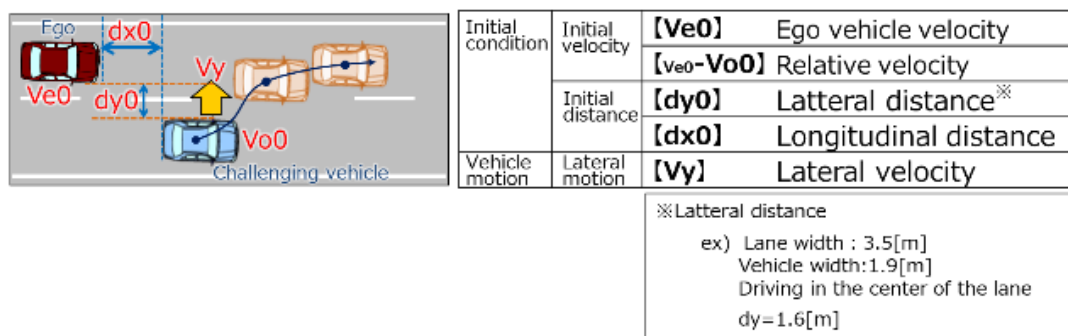 Ego
dx0
Vy
Ve0
dy0
Vo0
Challenging vehicle
Initial condition
Initial velocity
【Ve0】 Ego vehicle velocity
【Ve0-Vo0】 Relative velocity
Initial distance
【dy0】 Latteral distance※
【dx0】 Longitudinal distance
Vehicle motion
Lateral motion
【Vy】 Lateral velocity
※Latteral distance
ex) Lane width : 3.5[m]
Vehicle width:1.9[m]
Driving in the center of the lane
dy=1.6[m]